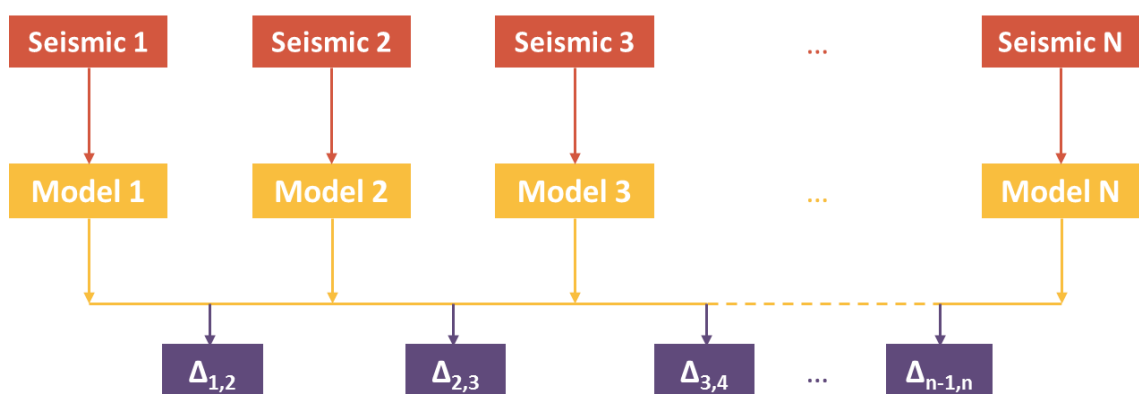 Seismic 1 Seismic 2 Seismic 3 ... Seismic N
Model 1 Model 2 Model 3 ... Model N
Δ1,2 Δ2,3 Δ3,4 ... Δn-1,n